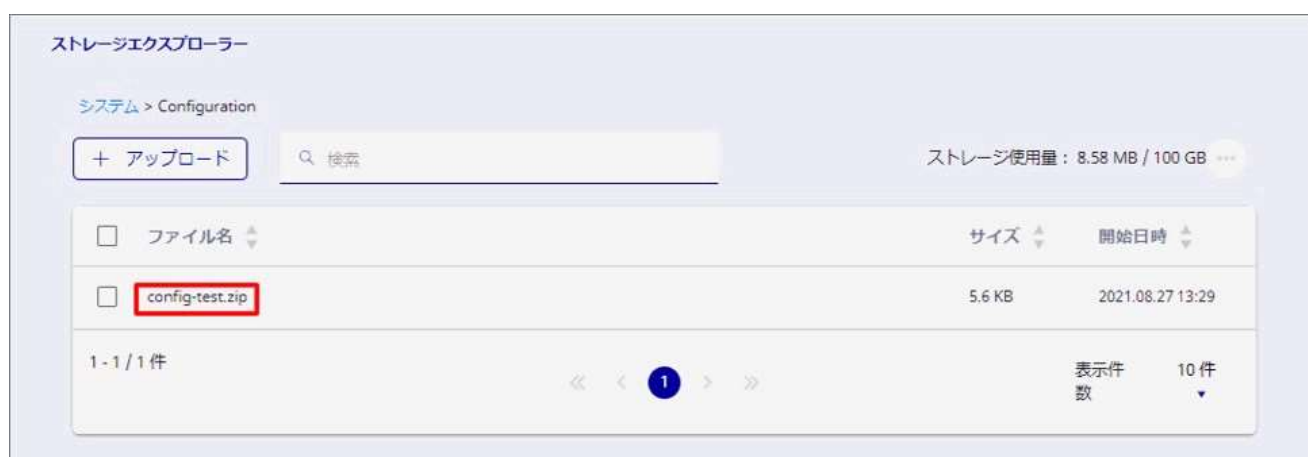 ストレージエクスプローラー
システム > Configuration
+ アップロード 検索 ストレージ使用量 : 8.58 MB / 100 GB ...
ファイル名 サイズ 開始日時
config-test.zip 5.6 KB 2021.08.27 13:29
1 - 1 / 1 件 « < 1 > » 表示件 10 件
数